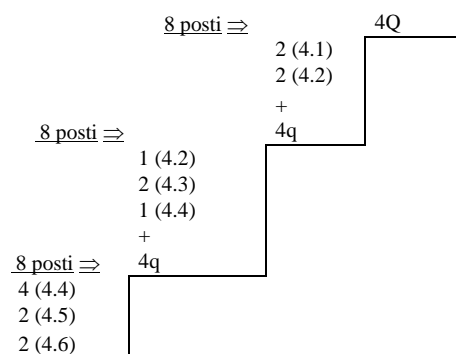 4Q
8 posti ⇒
2 (4.1)
2 (4.2)
+
4q
8 posti ⇒
1 (4.2)
2 (4.3)
1 (4.4)
+
4q
8 posti ⇒
4 (4.4)
2 (4.5)
2 (4.6)